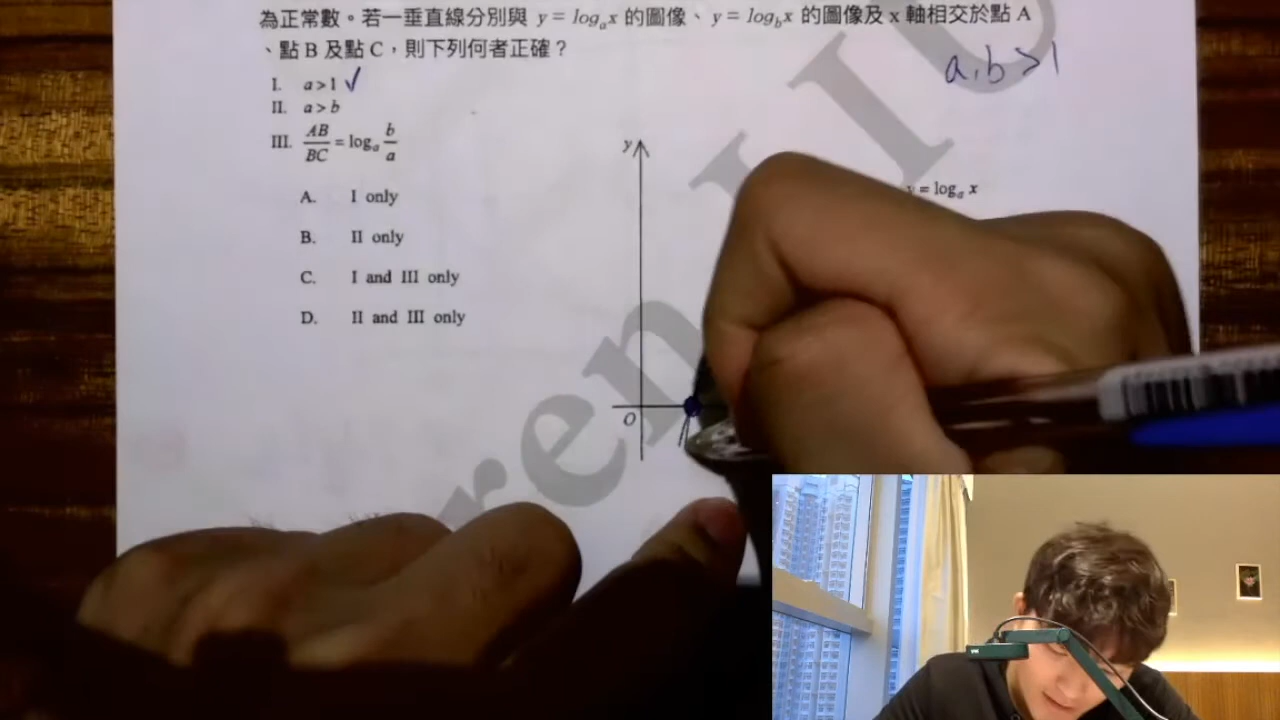 為正常數。若一垂直線分別與 y = logₐx 的圖像、y = log_b x 的圖像及 x 軸相交於點 A
、點 B 及點 C，則下列何者正確？
a, b > 1
I. a > 1 ✓
II. a > b
III. AB/BC = logₐ b/a
A. I only
B. II only
C. I and III only
D. II and III only
y
y = logₐ x
O